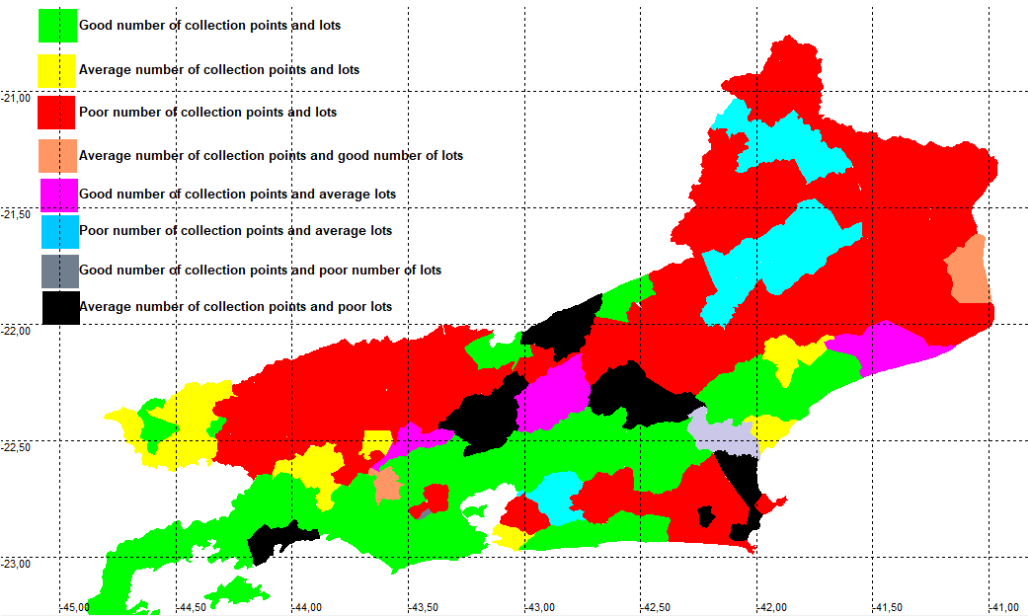 Good number of collection points and lots
Average number of collection points and lots
-21,00
Poor number of collection points and lots
Average number of collection points and good number of lots
Good number of collection points and average lots
-21,50
Poor number of collection points and average lots
Good number of collection points and poor number of lots
Average number of collection points and poor lots
-22,00
-22,50
-23,00
-45,00 -44,50 -44,00 -43,50 -43,00 -42,50 -42,00 -41,50 -41,00